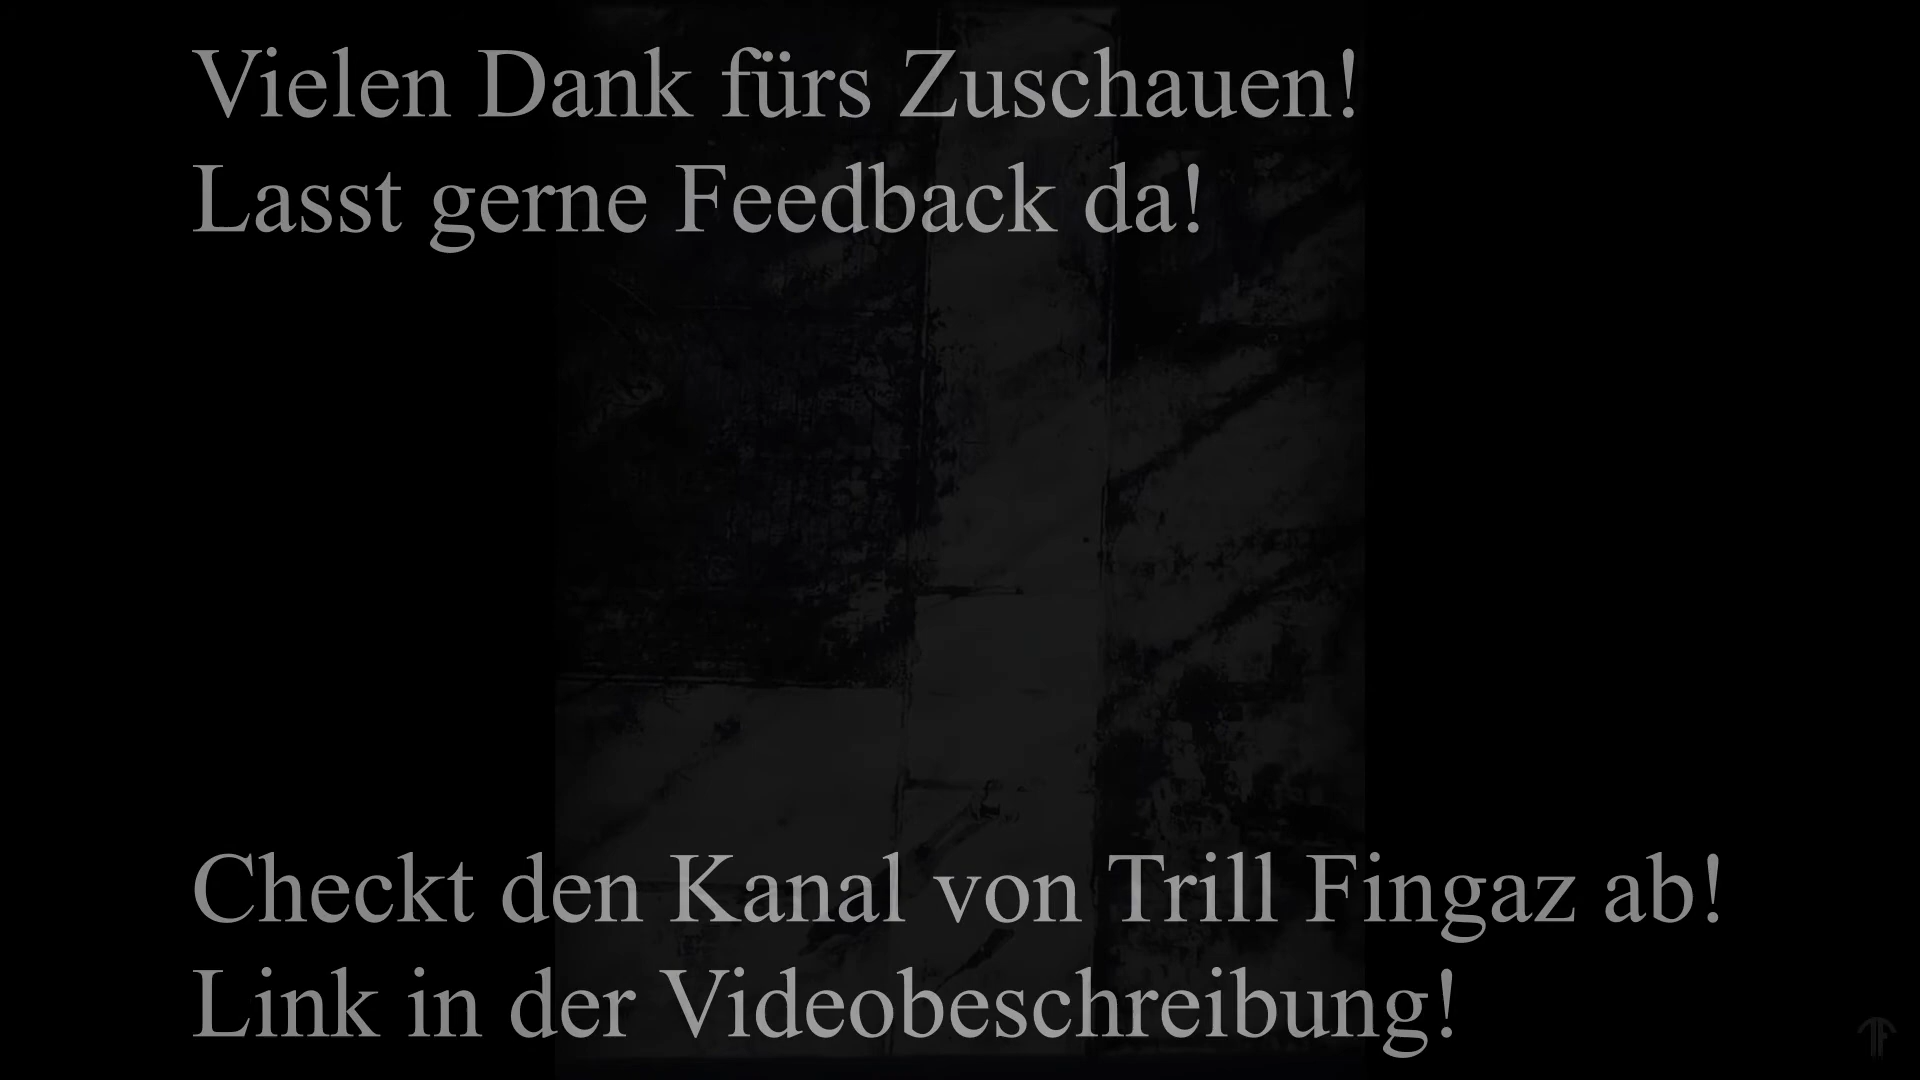 Vielen Dank fürs Zuschauen!
Lasst gerne Feedback da!
Checkt den Kanal von Trill Fingaz ab!
Link in der Videobeschreibung!